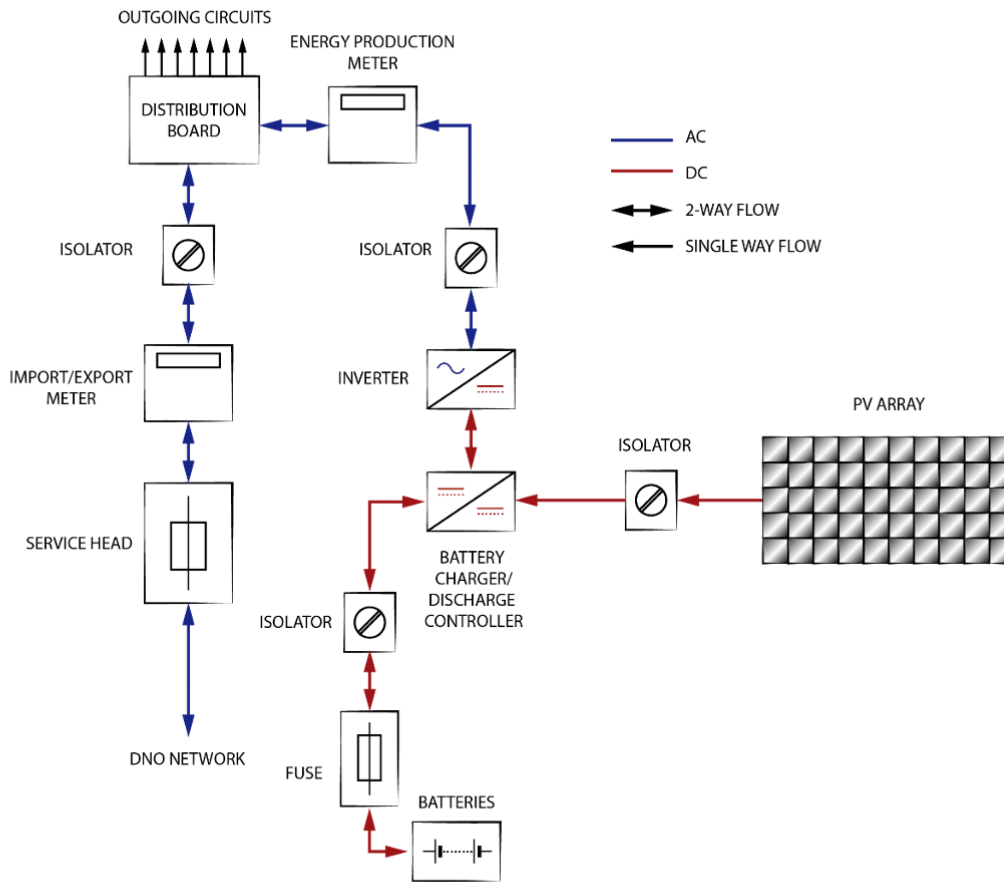 OUTGOING CIRCUITS
ENERGY PRODUCTION
METER
DISTRIBUTION
BOARD
AC
DC
2-WAY FLOW
SINGLE WAY FLOW
ISOLATOR
ISOLATOR
IMPORT/EXPORT
METER
INVERTER
PV ARRAY
ISOLATOR
SERVICE HEAD
BATTERY
CHARGER/
DISCHARGE
CONTROLLER
ISOLATOR
DNO NETWORK
FUSE
BATTERIES